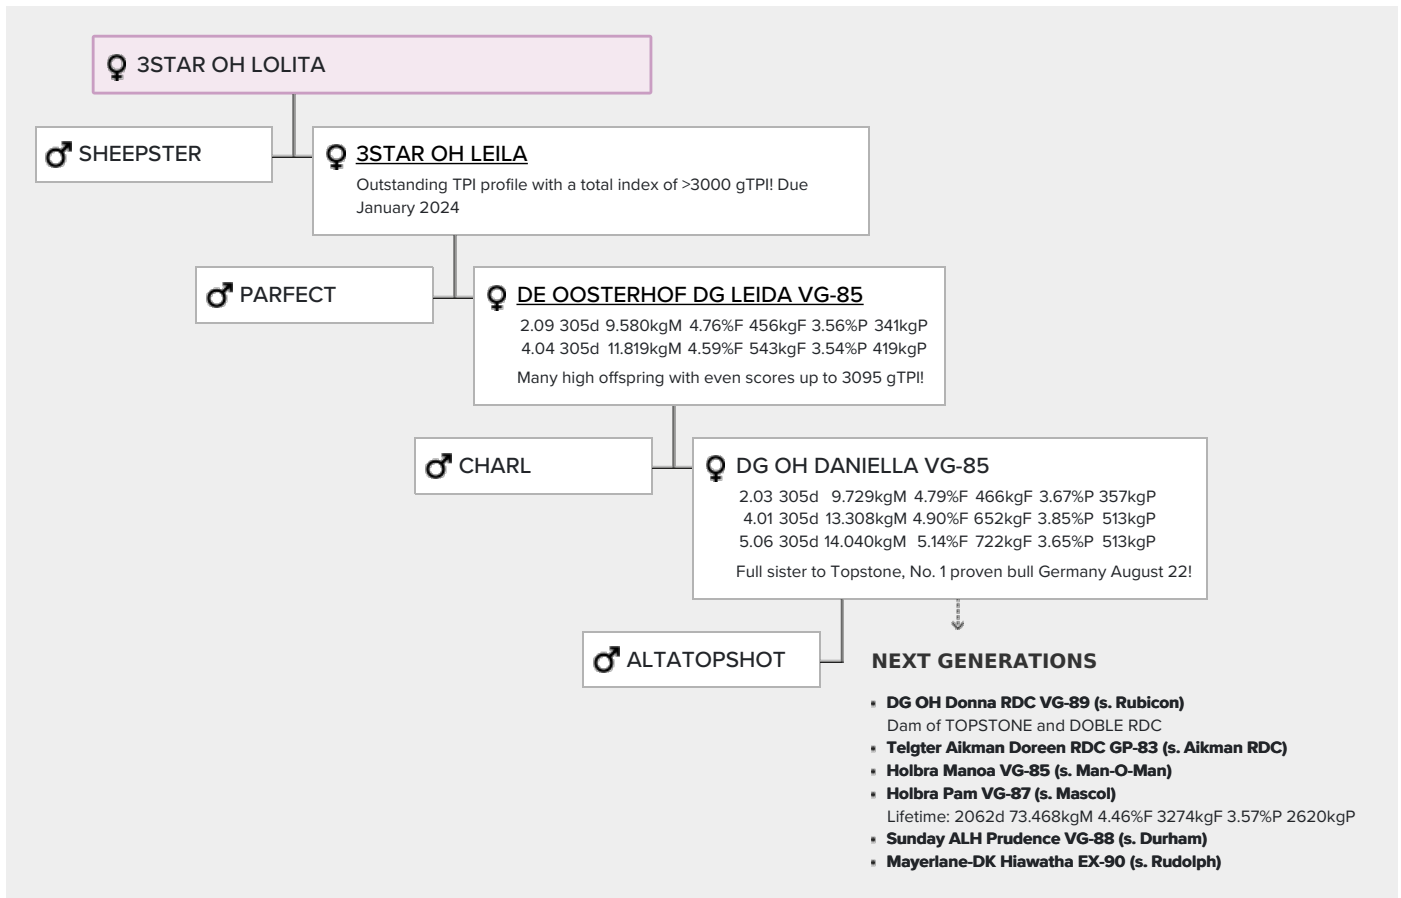 3STAR OH LOLITA
SHEEPSTER
3STAR OH LEILA
Outstanding TPI profile with a total index of >3000 gTPI! Due
January 2024
PARFECT
DE OOSTERHOF DG LEIDA VG-85
2.09 305d 9.580kgM 4.76%F 456kgF 3.56%P 341kgP
4.04 305d 11.819kgM 4.59%F 543kgF 3.54%P 419kgP
Many high offspring with even scores up to 3095 gTPI!
CHARL
DG OH DANIELLA VG-85
2.03 305d 9.729kgM 4.79%F 466kgF 3.67%P 357kgP
4.01 305d 13.308kgM 4.90%F 652kgF 3.85%P 513kgP
5.06 305d 14.040kgM 5.14%F 722kgF 3.65%P 513kgP
Full sister to Topstone, No. 1 proven bull Germany August 22!
ALTATOPSHOT
NEXT GENERATIONS
DG OH Donna RDC VG-89 (s. Rubicon)
Dam of TOPSTONE and DOBLE RDC
Telgter Aikman Doreen RDC GP-83 (s. Aikman RDC)
Holbra Manoa VG-85 (s. Man-O-Man)
Holbra Pam VG-87 (s. Mascol)
Lifetime: 2062d 73.468kgM 4.46%F 3274kgF 3.57%P 2620kgP
Sunday ALH Prudence VG-88 (s. Durham)
Mayerlane-DK Hiawatha EX-90 (s. Rudolph)